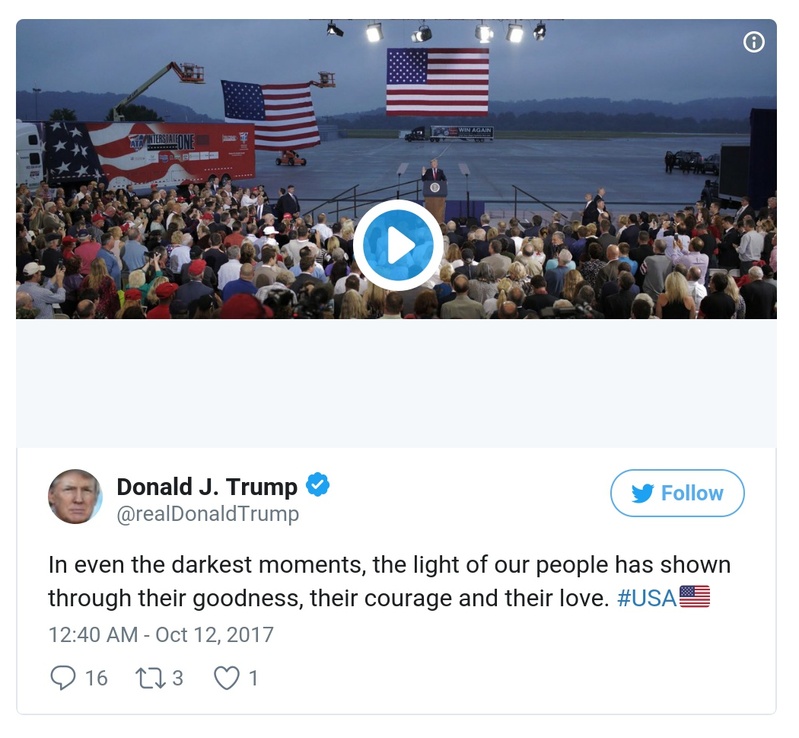 INTERSTATE ONE
WIN AGAIN
Donald J. Trump
@realDonaldTrump
Follow
In even the darkest moments, the light of our people has shown
through their goodness, their courage and their love. #USA🇺🇸
12:40 AM - Oct 12, 2017
16 3 1